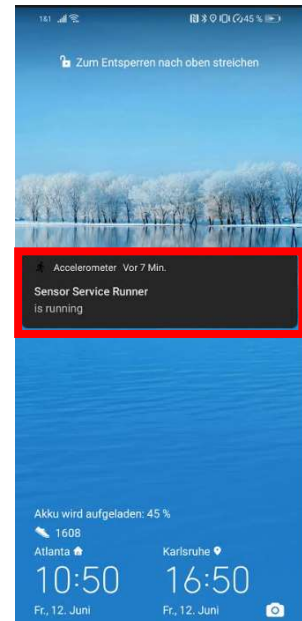 1&1 45 %
Zum Entsperren nach oben streichen
Accelerometer Vor 7 Min.
Sensor Service Runner
is running
Akku wird aufgeladen: 45 %
1608
Atlanta Karlsruhe
10:50 16:50
Fr., 12. Juni Fr., 12. Juni